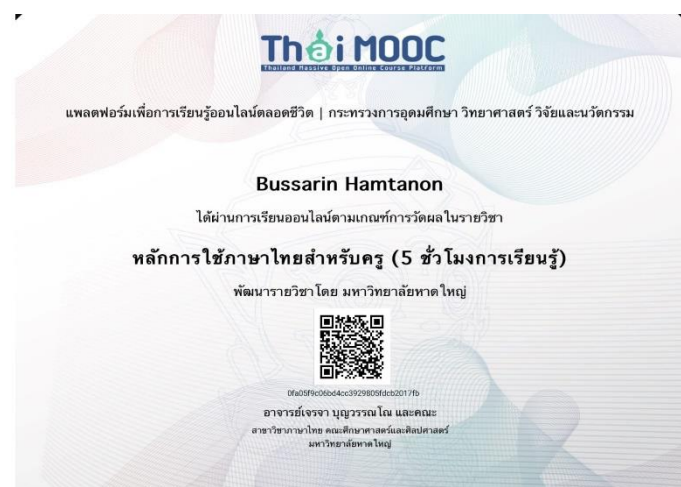 Thai MOOC
Thailand Massive Open Online Course Platform
แพลตฟอร์มเพื่อการเรียนรู้ออนไลน์ตลอดชีวิต | กระทรวงการอุดมศึกษา วิทยาศาสตร์ วิจัยและนวัตกรรม
Bussarin Hamtanon
ได้ผ่านการเรียนออนไลน์ตามเกณฑ์การวัดผลในรายวิชา
หลักการใช้ภาษาไทยสำหรับครู (5 ชั่วโมงการเรียนรู้)
พัฒนารายวิชาโดย มหาวิทยาลัยหาดใหญ่
0fa05f9c06bd4cc3929805fdcb2017fb
อาจารย์เจรจา บุญวรรณโณ และคณะ
สาขาวิชาภาษาไทย คณะศึกษาศาสตร์และศิลปศาสตร์
มหาวิทยาลัยหาดใหญ่